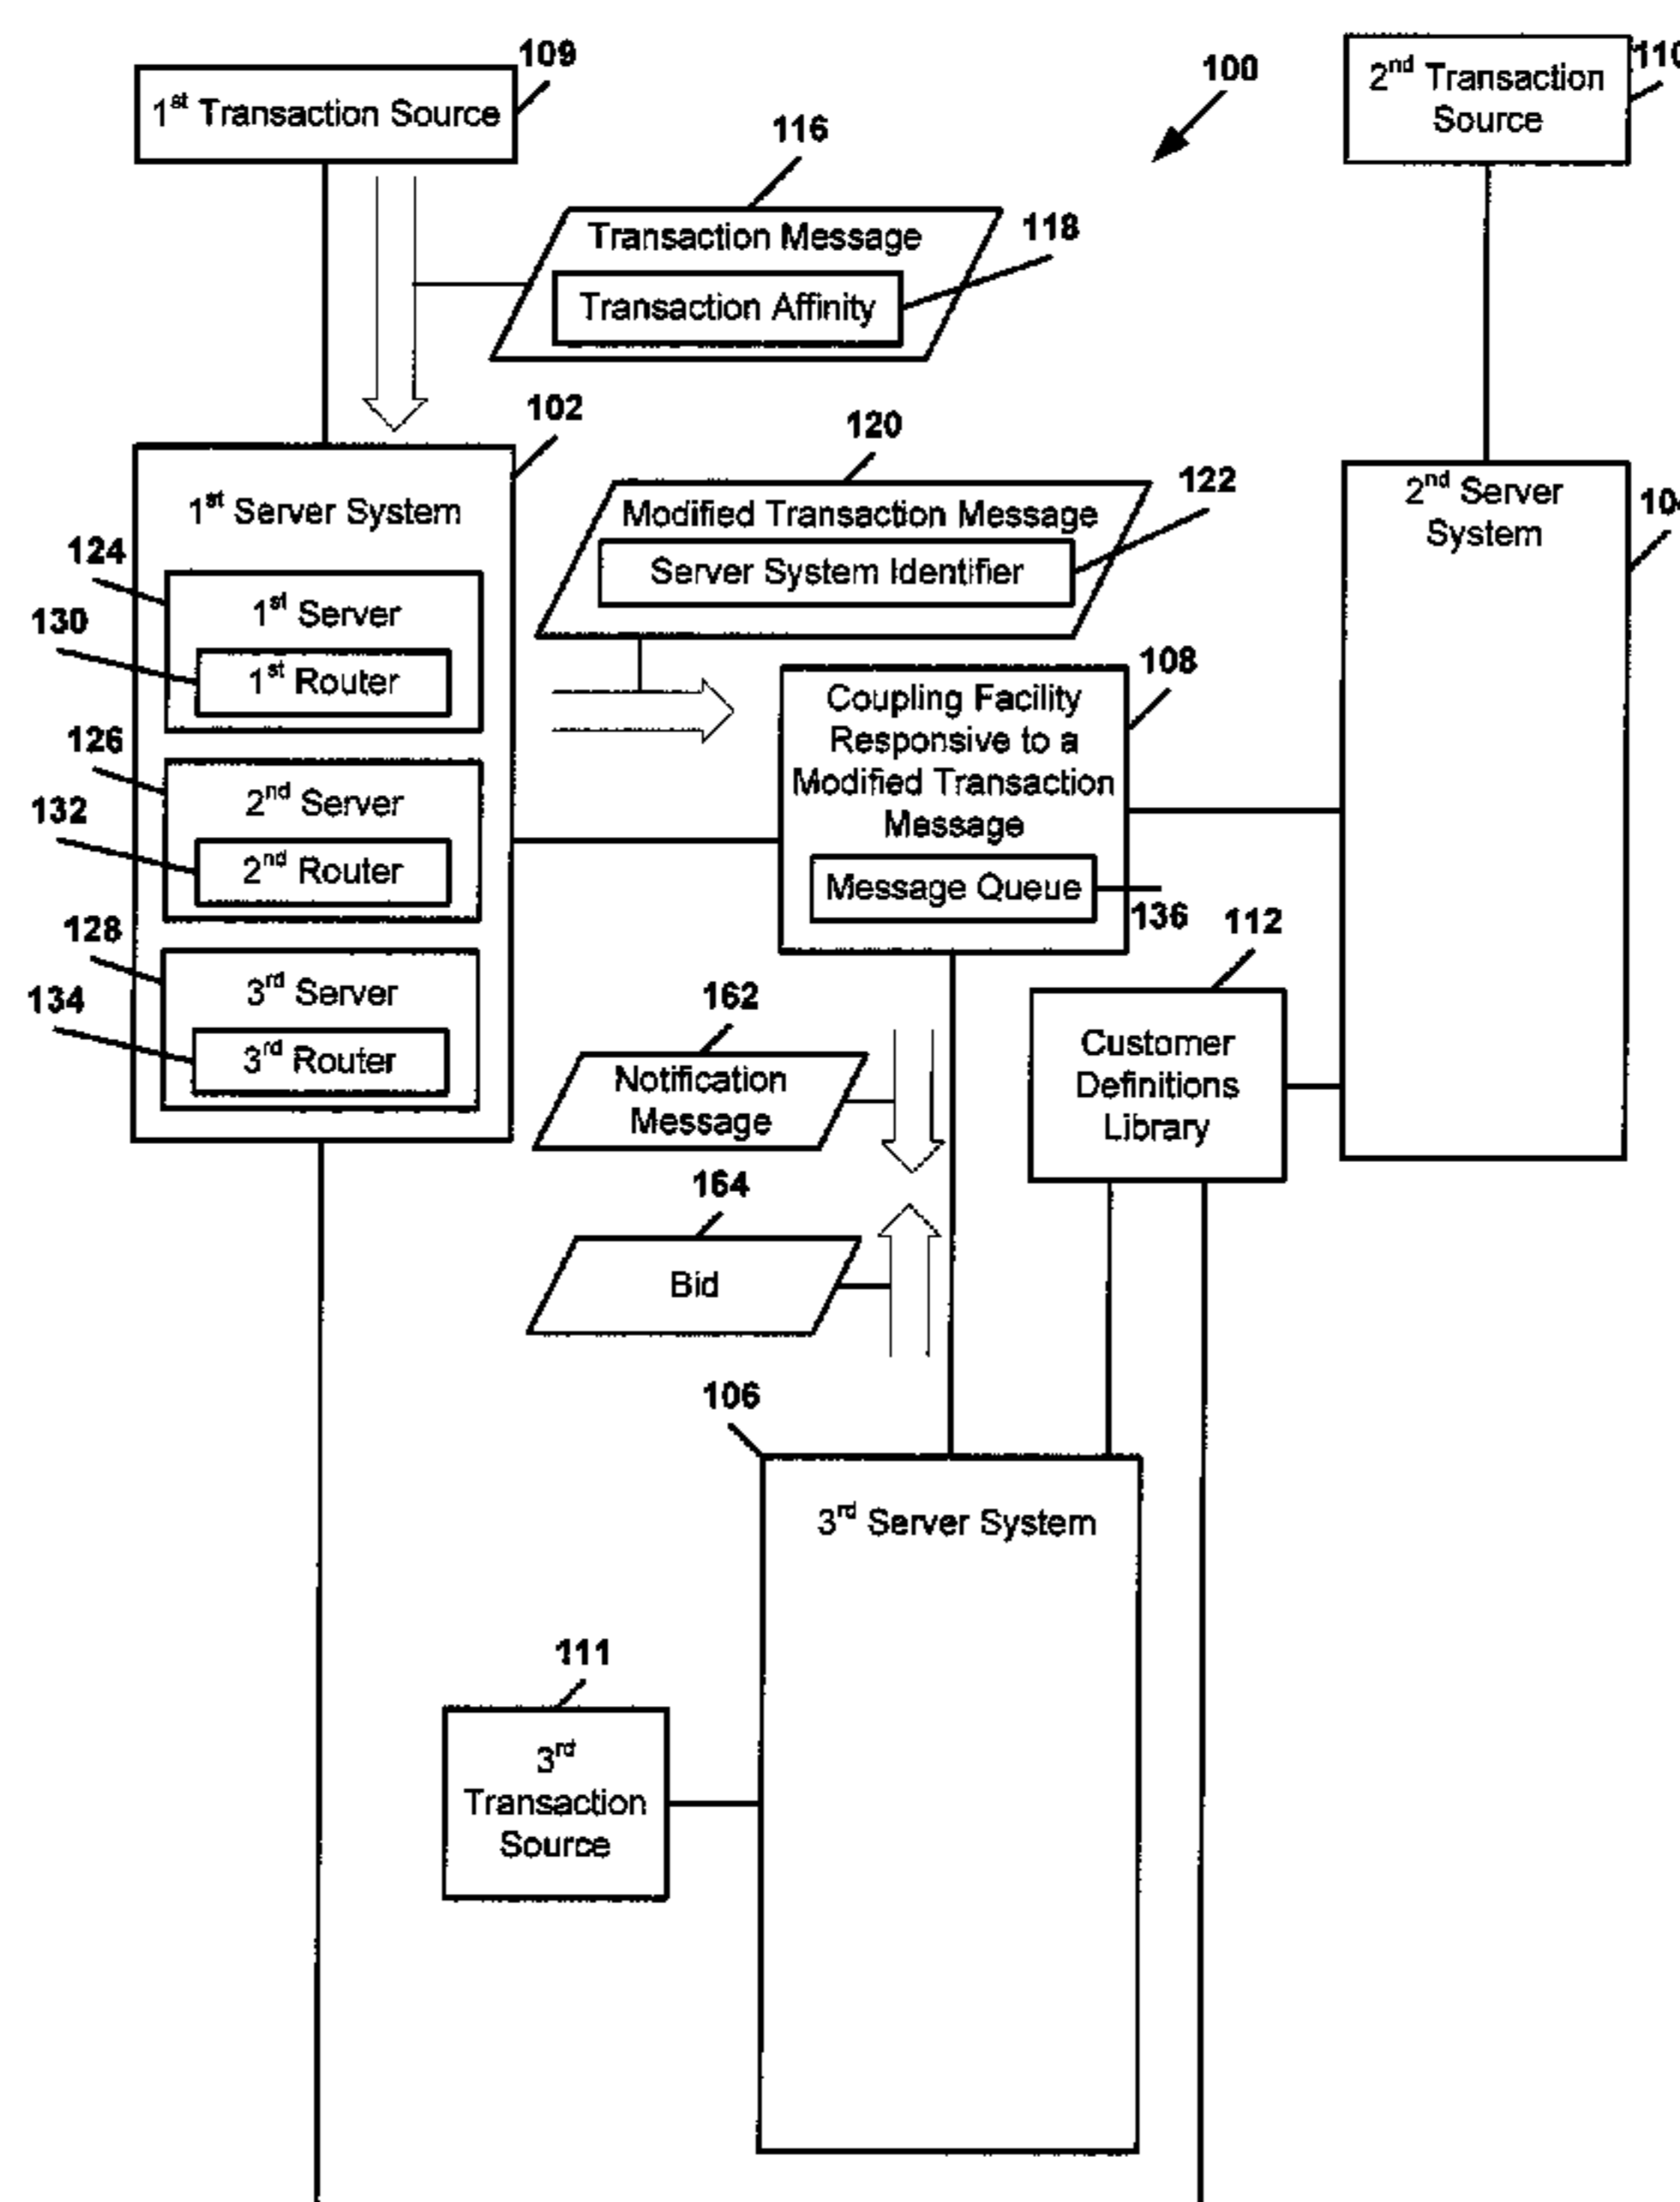 109
1st Transaction Source
100
2nd Transaction
Source
110
116
Transaction Message
118
Transaction Affinity
102
1st Server System
120
Modified Transaction Message
122
Server System Identifier
2nd Server
System
104
124
1st Server
130
1st Router
126
2nd Server
132
2nd Router
128
3rd Server
134
3rd Router
108
Coupling Facility
Responsive to a
Modified Transaction
Message
Message Queue
136
112
Customer
Definitions
Library
162
Notification
Message
164
Bid
106
3rd Server System
111
3rd
Transaction
Source